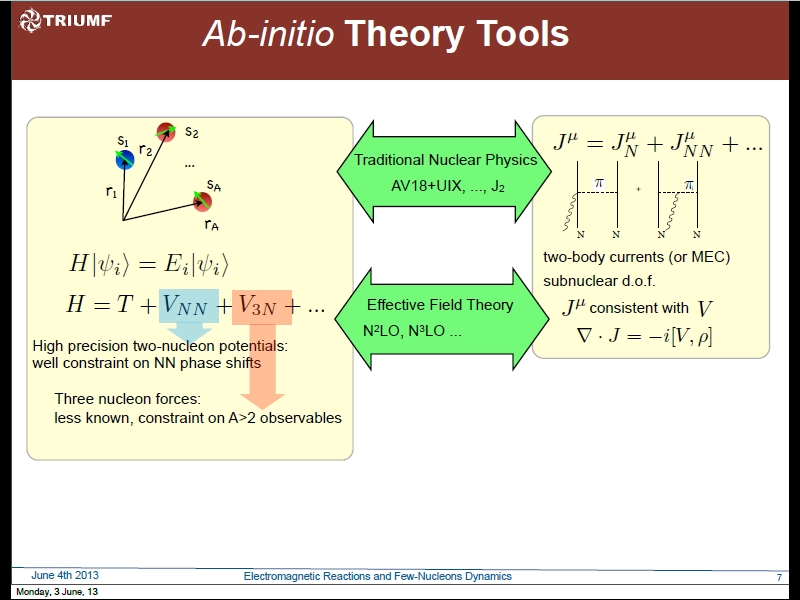 TRIUMF
Ab-initio Theory Tools
s1
s2
r2
r1
...
sA
rA
H|ψᵢ⟩ = Eᵢ|ψᵢ⟩
H = T + V_NN + V_3N + ...
High precision two-nucleon potentials:
well constraint on NN phase shifts
Three nucleon forces:
less known, constraint on A>2 observables
Traditional Nuclear Physics
AV18+UIX, ..., J₂
Effective Field Theory
N²LO, N³LO ...
J^μ = J^μ_N + J^μ_NN + ...
π + π
N N N N
two-body currents (or MEC)
subnuclear d.o.f.
J^μ consistent with V
∇ · J = −i[V, ρ]
June 4th 2013
Electromagnetic Reactions and Few-Nucleons Dynamics
7
Monday, 3 June, 13